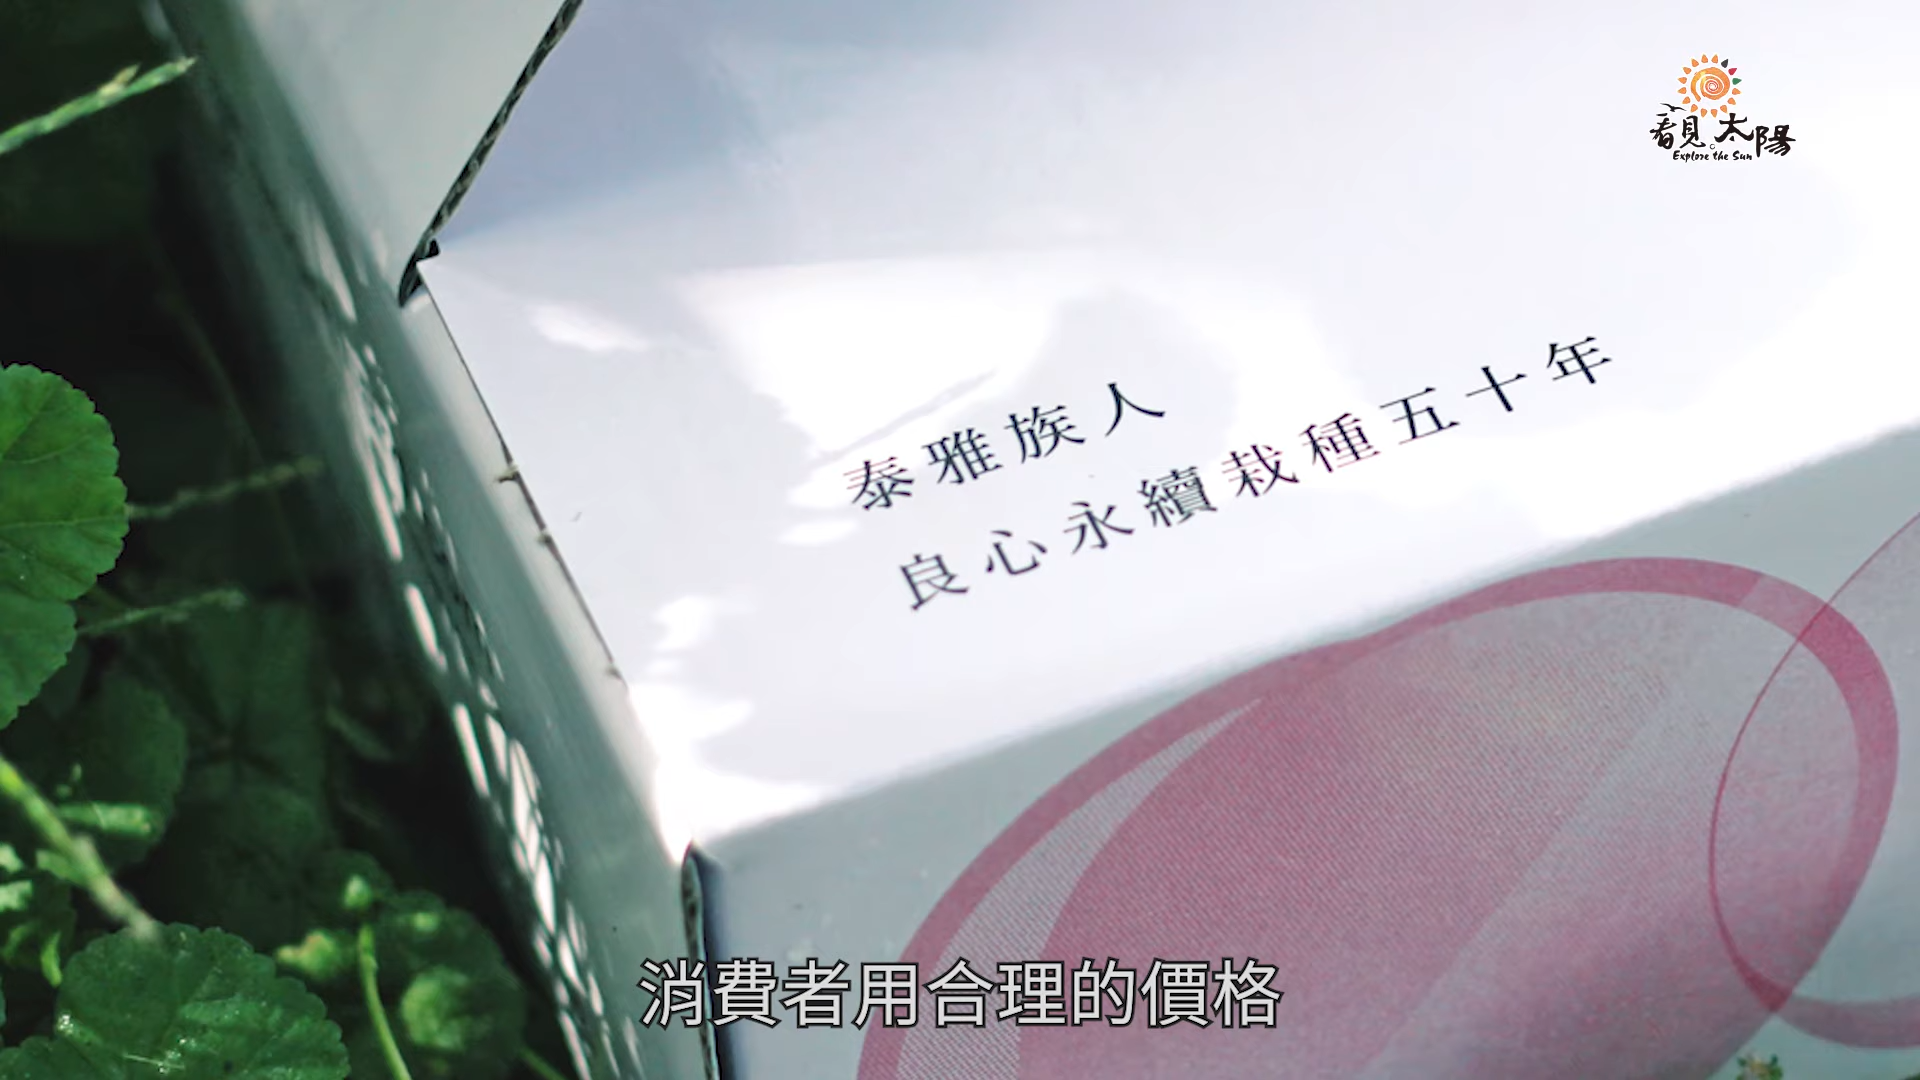 看見太陽
Explore the Sun
泰雅族人
良心永續栽種五十年
消費者用合理的價格